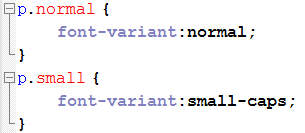 p.normal {
font-variant:normal;
}
p.small {
font-variant:small-caps;
}